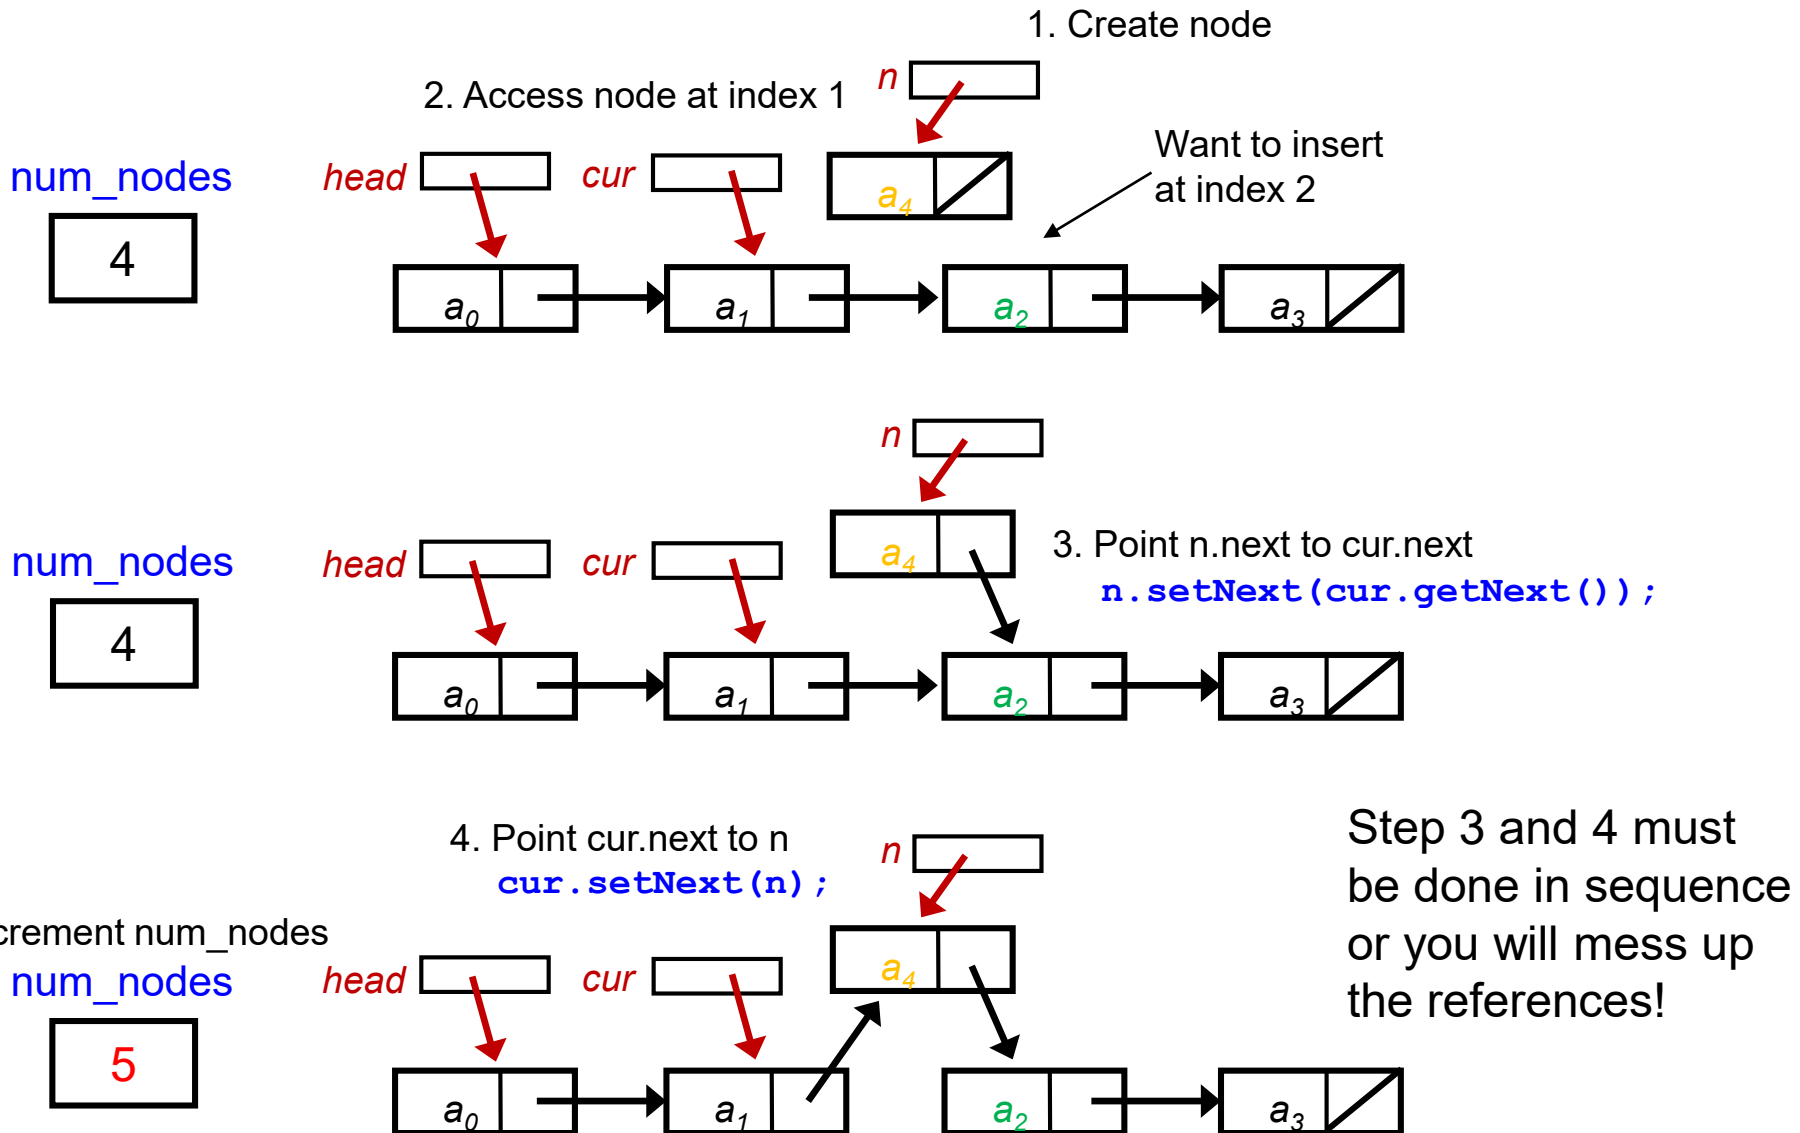 1. Create node
n
2. Access node at index 1
Want to insert
at index 2
num_nodes
head
cur
a4
4
a0
a1
a2
a3
n
a4
3. Point n.next to cur.next
n.setNext(cur.getNext());
num_nodes
head
cur
4
a0
a1
a2
a3
4. Point cur.next to n
cur.setNext(n);
n
Step 3 and 4 must
be done in sequence
or you will mess up
the references!
crement num_nodes
num_nodes
head
cur
a4
5
a0
a1
a2
a3